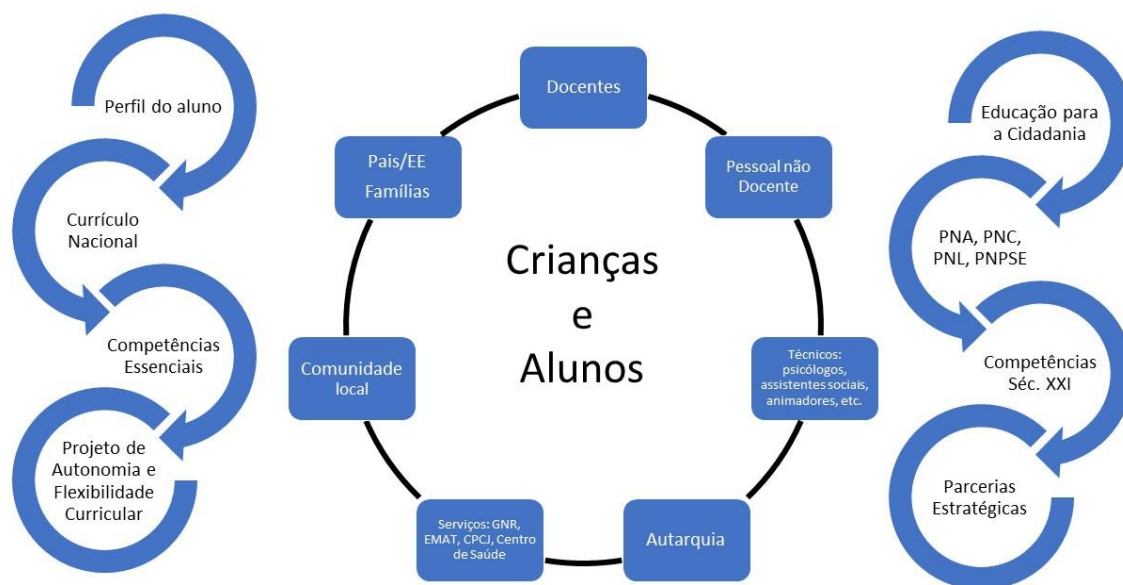 Perfil do aluno
Currículo
Nacional
Competências
Essenciais
Projeto de
Autonomia e
Flexibilidade
Curricular
Docentes
Pessoal não
Docente
Técnicos:
psicólogos,
assistentes sociais,
animadores, etc.
Autarquia
Serviços: GNR,
EMAT, CPCJ, Centro
de Saúde
Comunidade
local
Pais/EE
Famílias
Crianças
e
Alunos
Educação para
a Cidadania
PNA, PNC,
PNL, PNPSE
Competências
Séc. XXI
Parcerias
Estratégicas